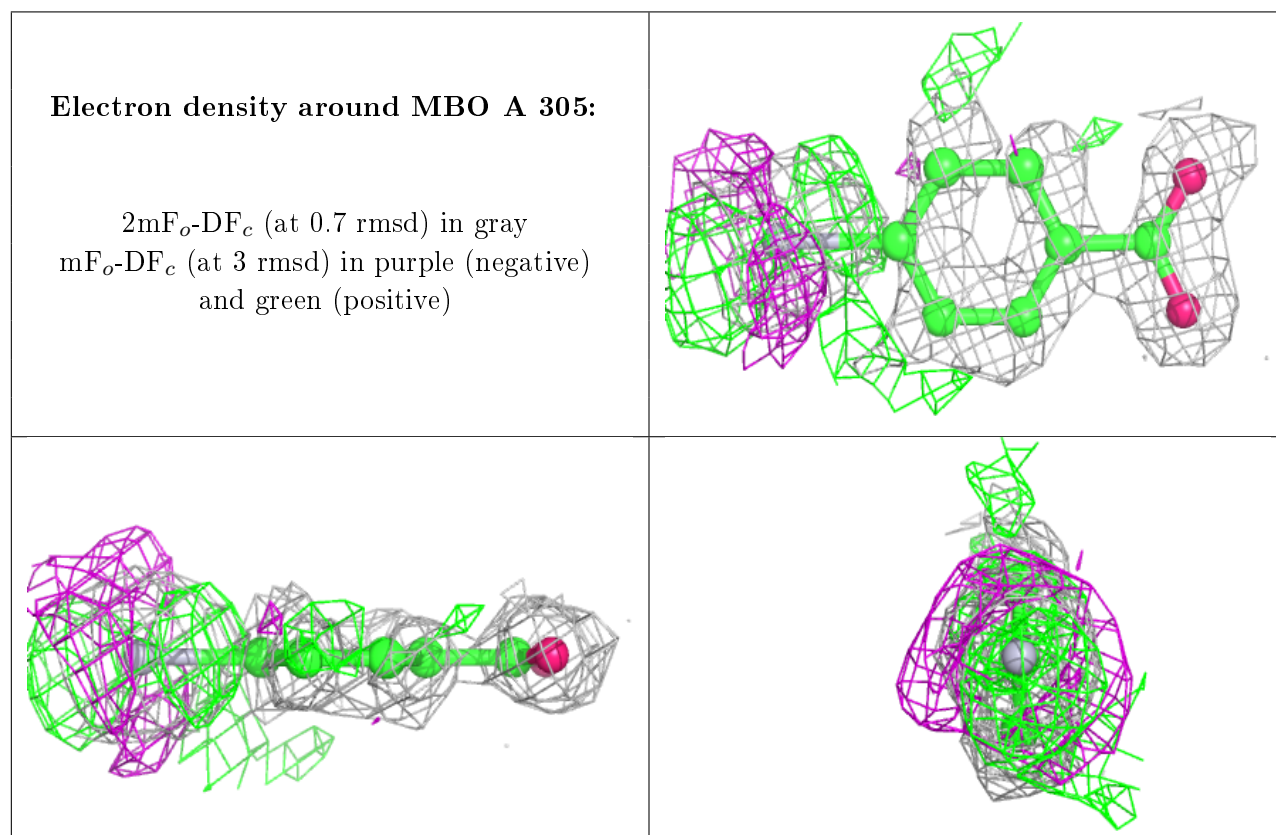 Electron density around MBO A 305:
2mFₒ-DF𝒸 (at 0.7 rmsd) in gray
mFₒ-DF𝒸 (at 3 rmsd) in purple (negative)
and green (positive)